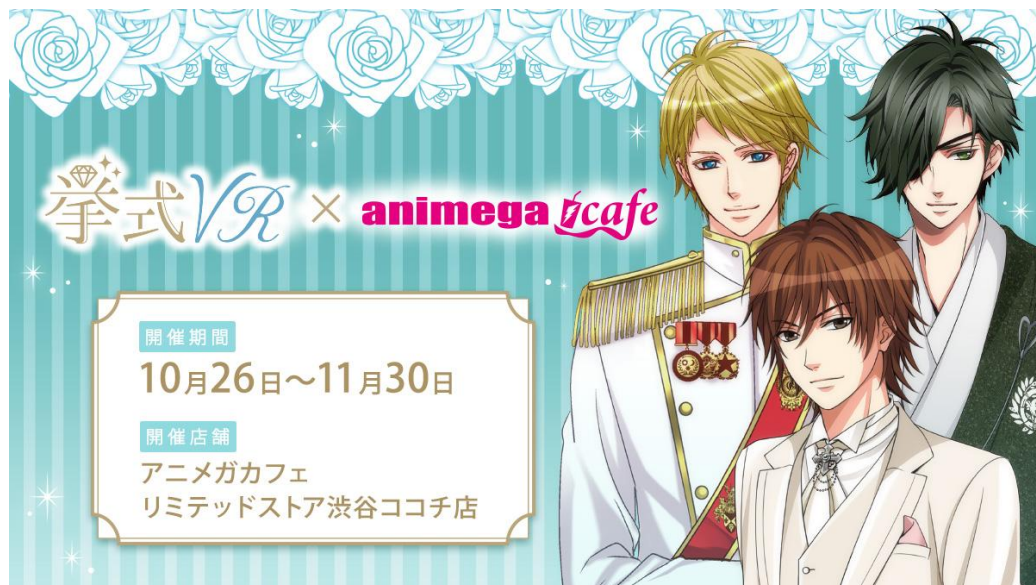 挙式VR × animega cafe
開催期間
10月26日～11月30日
開催店舗
アニメガカフェ
リミテッドストア渋谷ココチ店